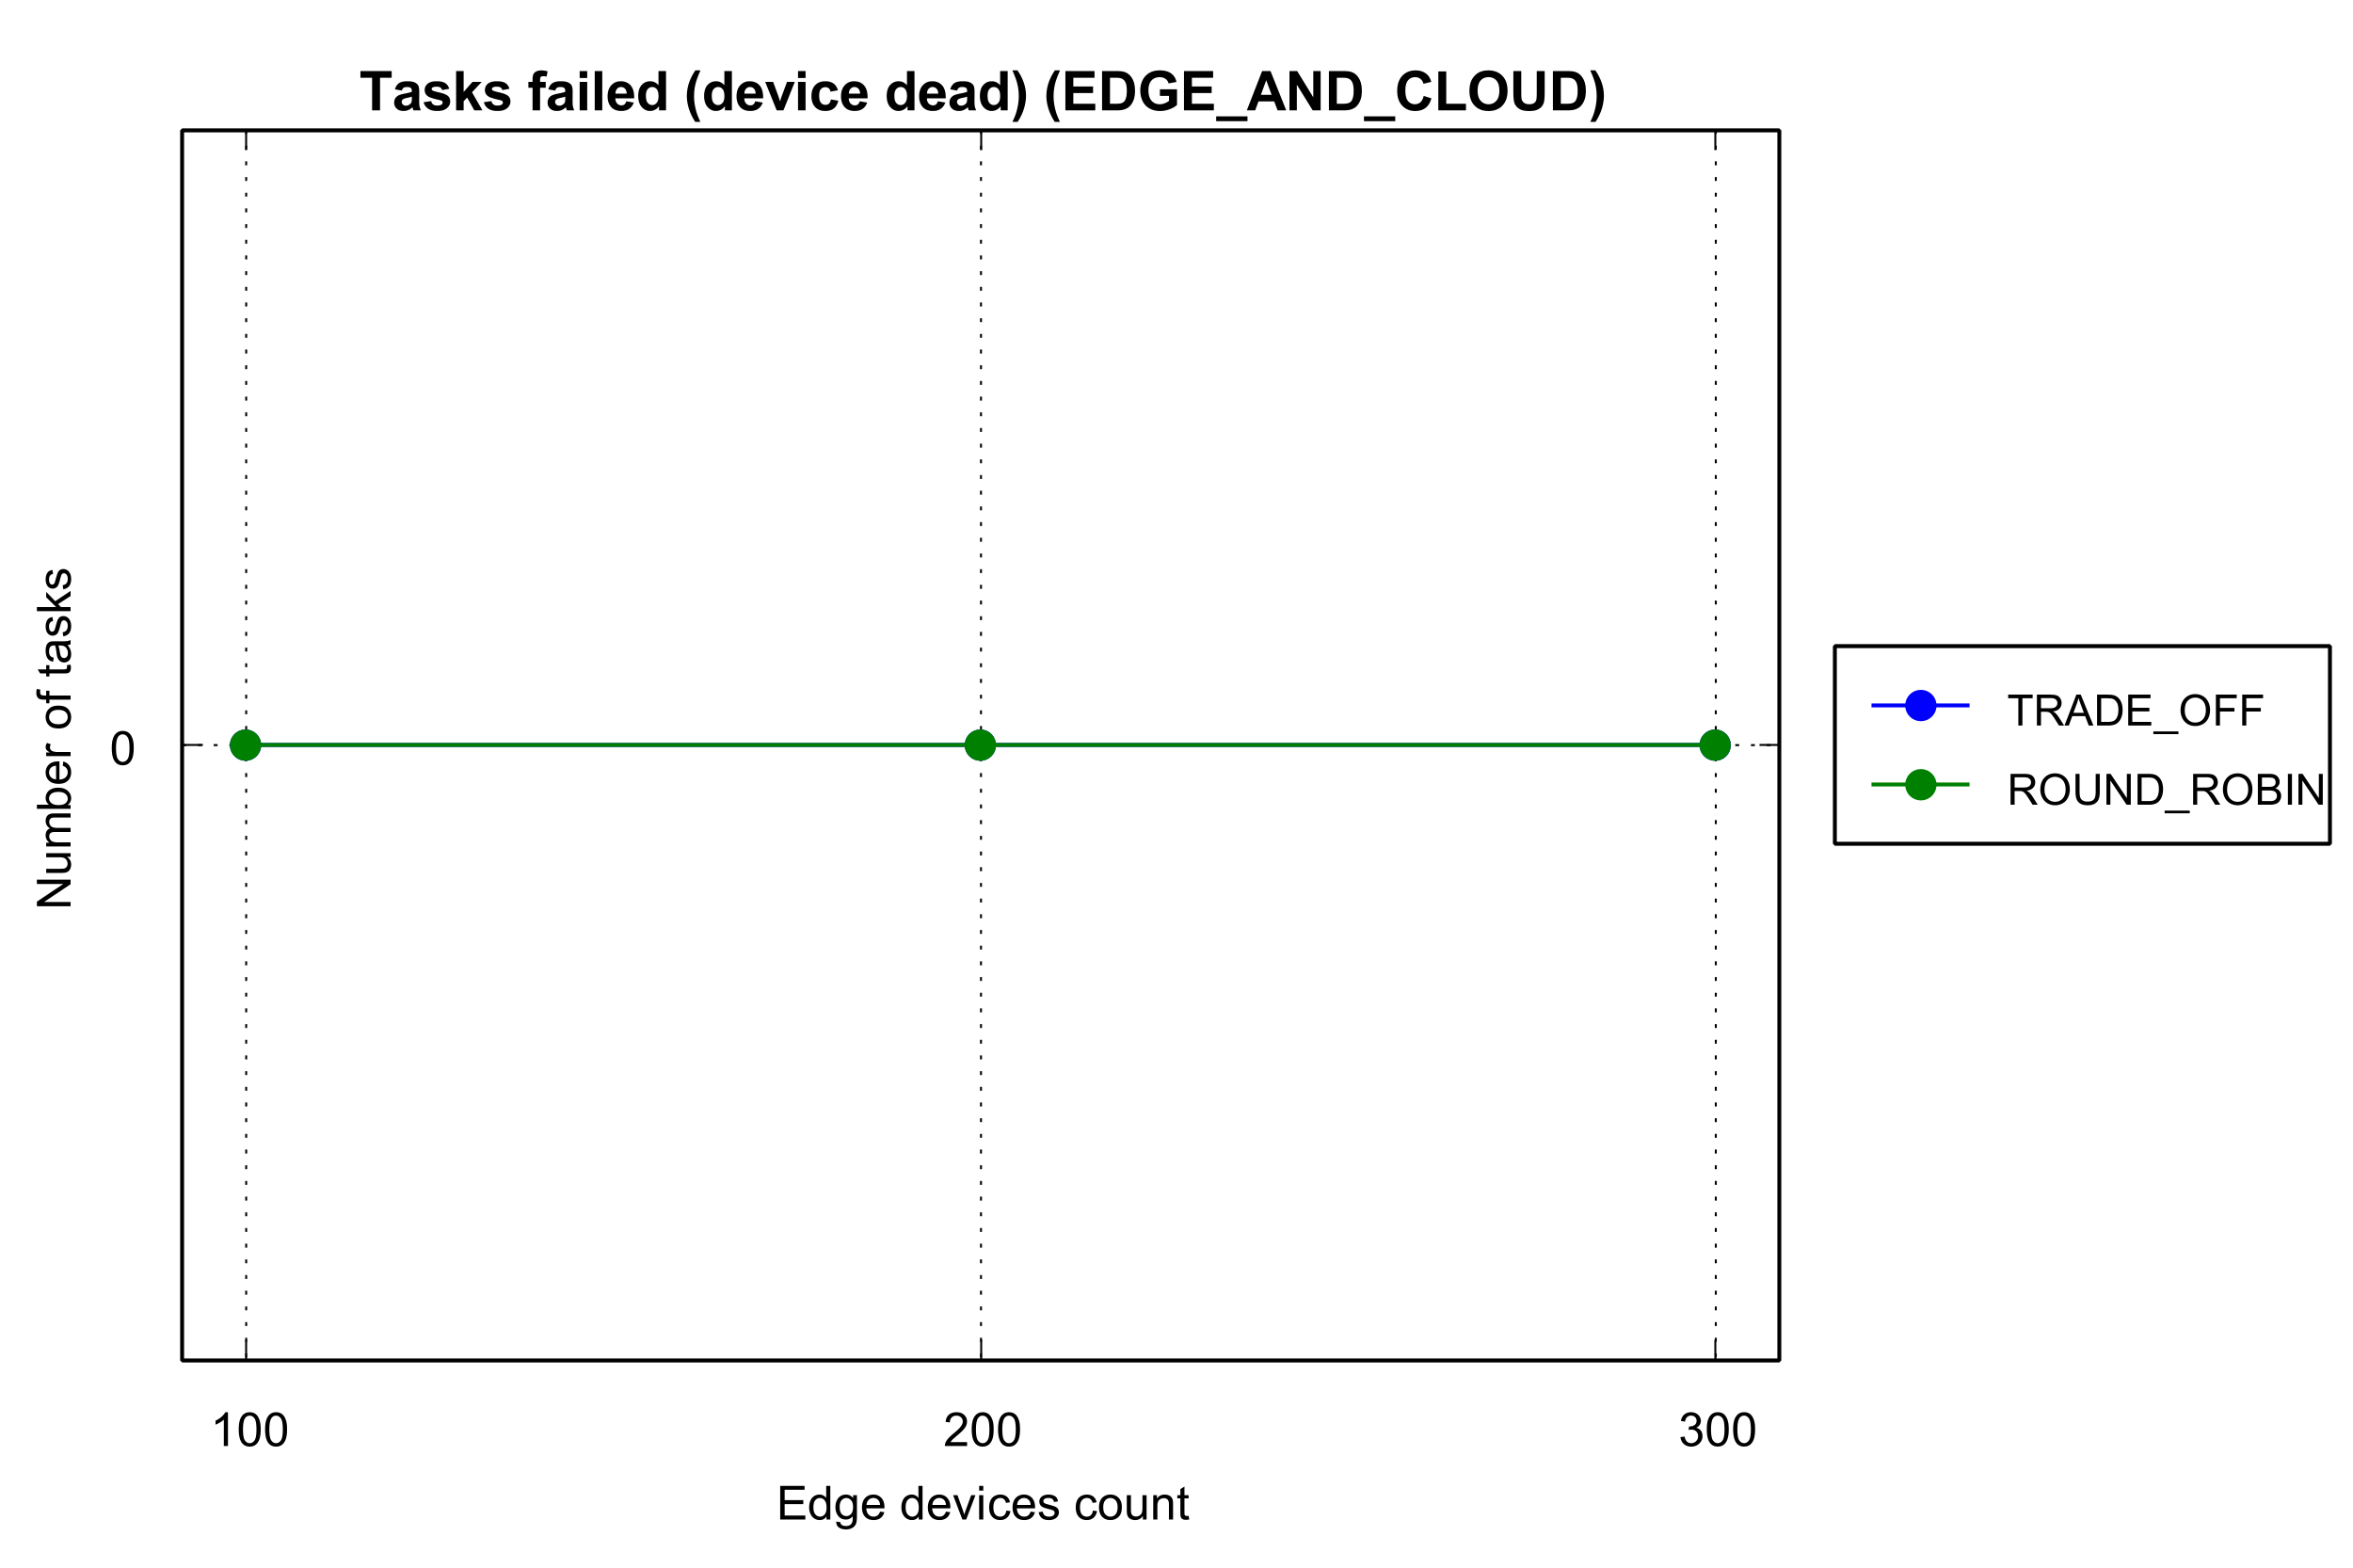 Tasks failed (device dead) (EDGE_AND_CLOUD)
Number of tasks
0
TRADE_OFF
ROUND_ROBIN
100 200 300
Edge devices count